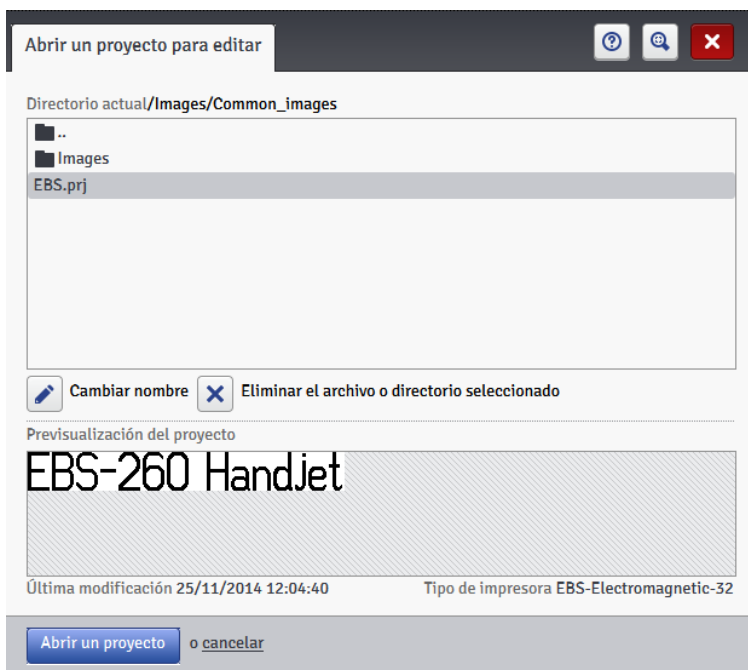 Abrir un proyecto para editar
Directorio actual/Images/Common_images
..
Images
EBS.prj
Cambiar nombre Eliminar el archivo o directorio seleccionado
Previsualización del proyecto
EBS-260 HandJet
Última modificación 25/11/2014 12:04:40 Tipo de impresora EBS-Electromagnetic-32
Abrir un proyecto o cancelar